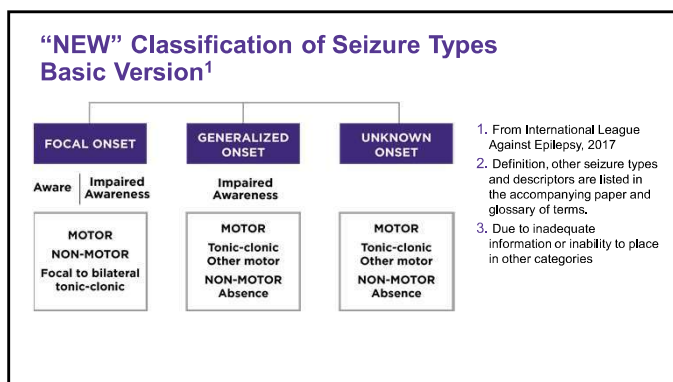 “NEW” Classification of Seizure Types
Basic Version1
FOCAL ONSET
Aware
Impaired
Awareness
MOTOR
NON-MOTOR
Focal to bilateral
tonic-clonic
GENERALIZED
ONSET
Impaired
Awareness
MOTOR
Tonic-clonic
Other motor
NON-MOTOR
Absence
UNKNOWN
ONSET
MOTOR
Tonic-clonic
Other motor
NON-MOTOR
Absence
1. From International League
Against Epilepsy, 2017
2. Definition, other seizure types
and descriptors are listed in
the accompanying paper and
glossary of terms.
3. Due to inadequate
information or inability to place
in other categories